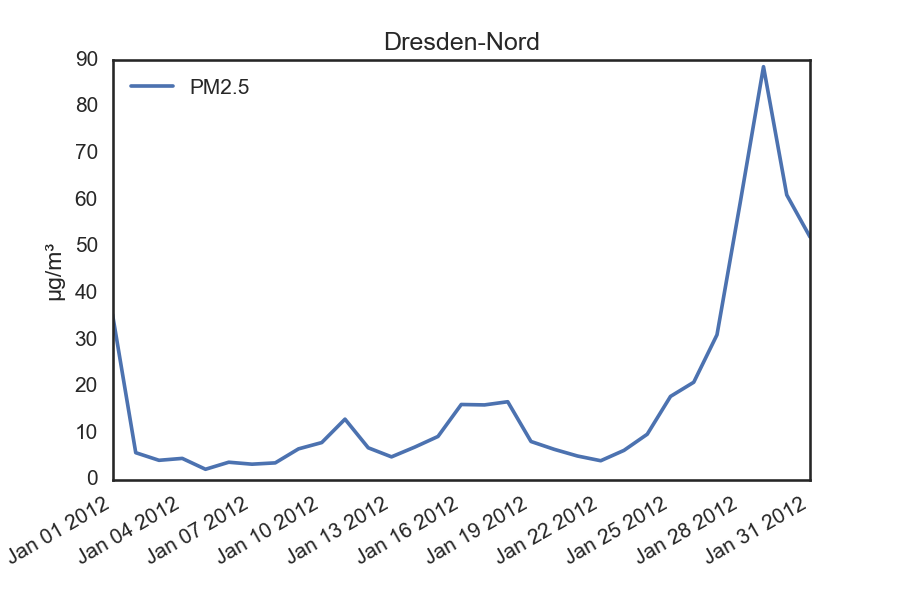 Dresden-Nord
90
80
70
60
50
40
30
20
10
0
µg/m³
PM2.5
Jan 01 2012
Jan 04 2012
Jan 07 2012
Jan 10 2012
Jan 13 2012
Jan 16 2012
Jan 19 2012
Jan 22 2012
Jan 25 2012
Jan 28 2012
Jan 31 2012